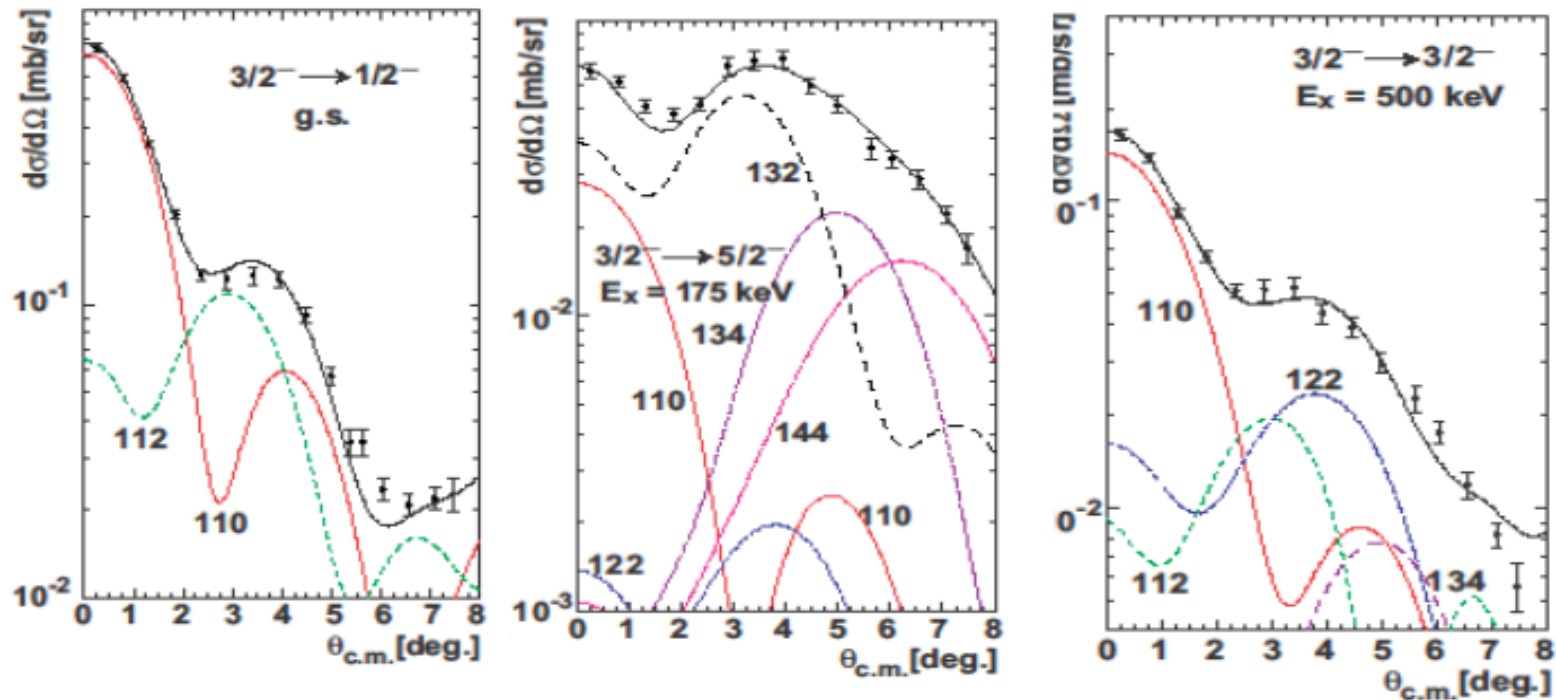 dσ/dΩ [mb/sr]
3/2⁻ → 1/2⁻
g.s.
10⁻¹
112
110
10⁻²
0 1 2 3 4 5 6 7 8
θc.m.[deg.]
dσ/dΩ [mb/sr]
132
3/2⁻ → 5/2⁻
Ex = 175 keV
10⁻²
134
110
144
110
122
10⁻³
0 1 2 3 4 5 6 7 8
θc.m.[deg.]
3/2⁻ → 3/2⁻
Ex = 500 keV
0⁻¹
110
122
0⁻²
112
134
0 1 2 3 4 5 6 7 8
θc.m.[deg.]